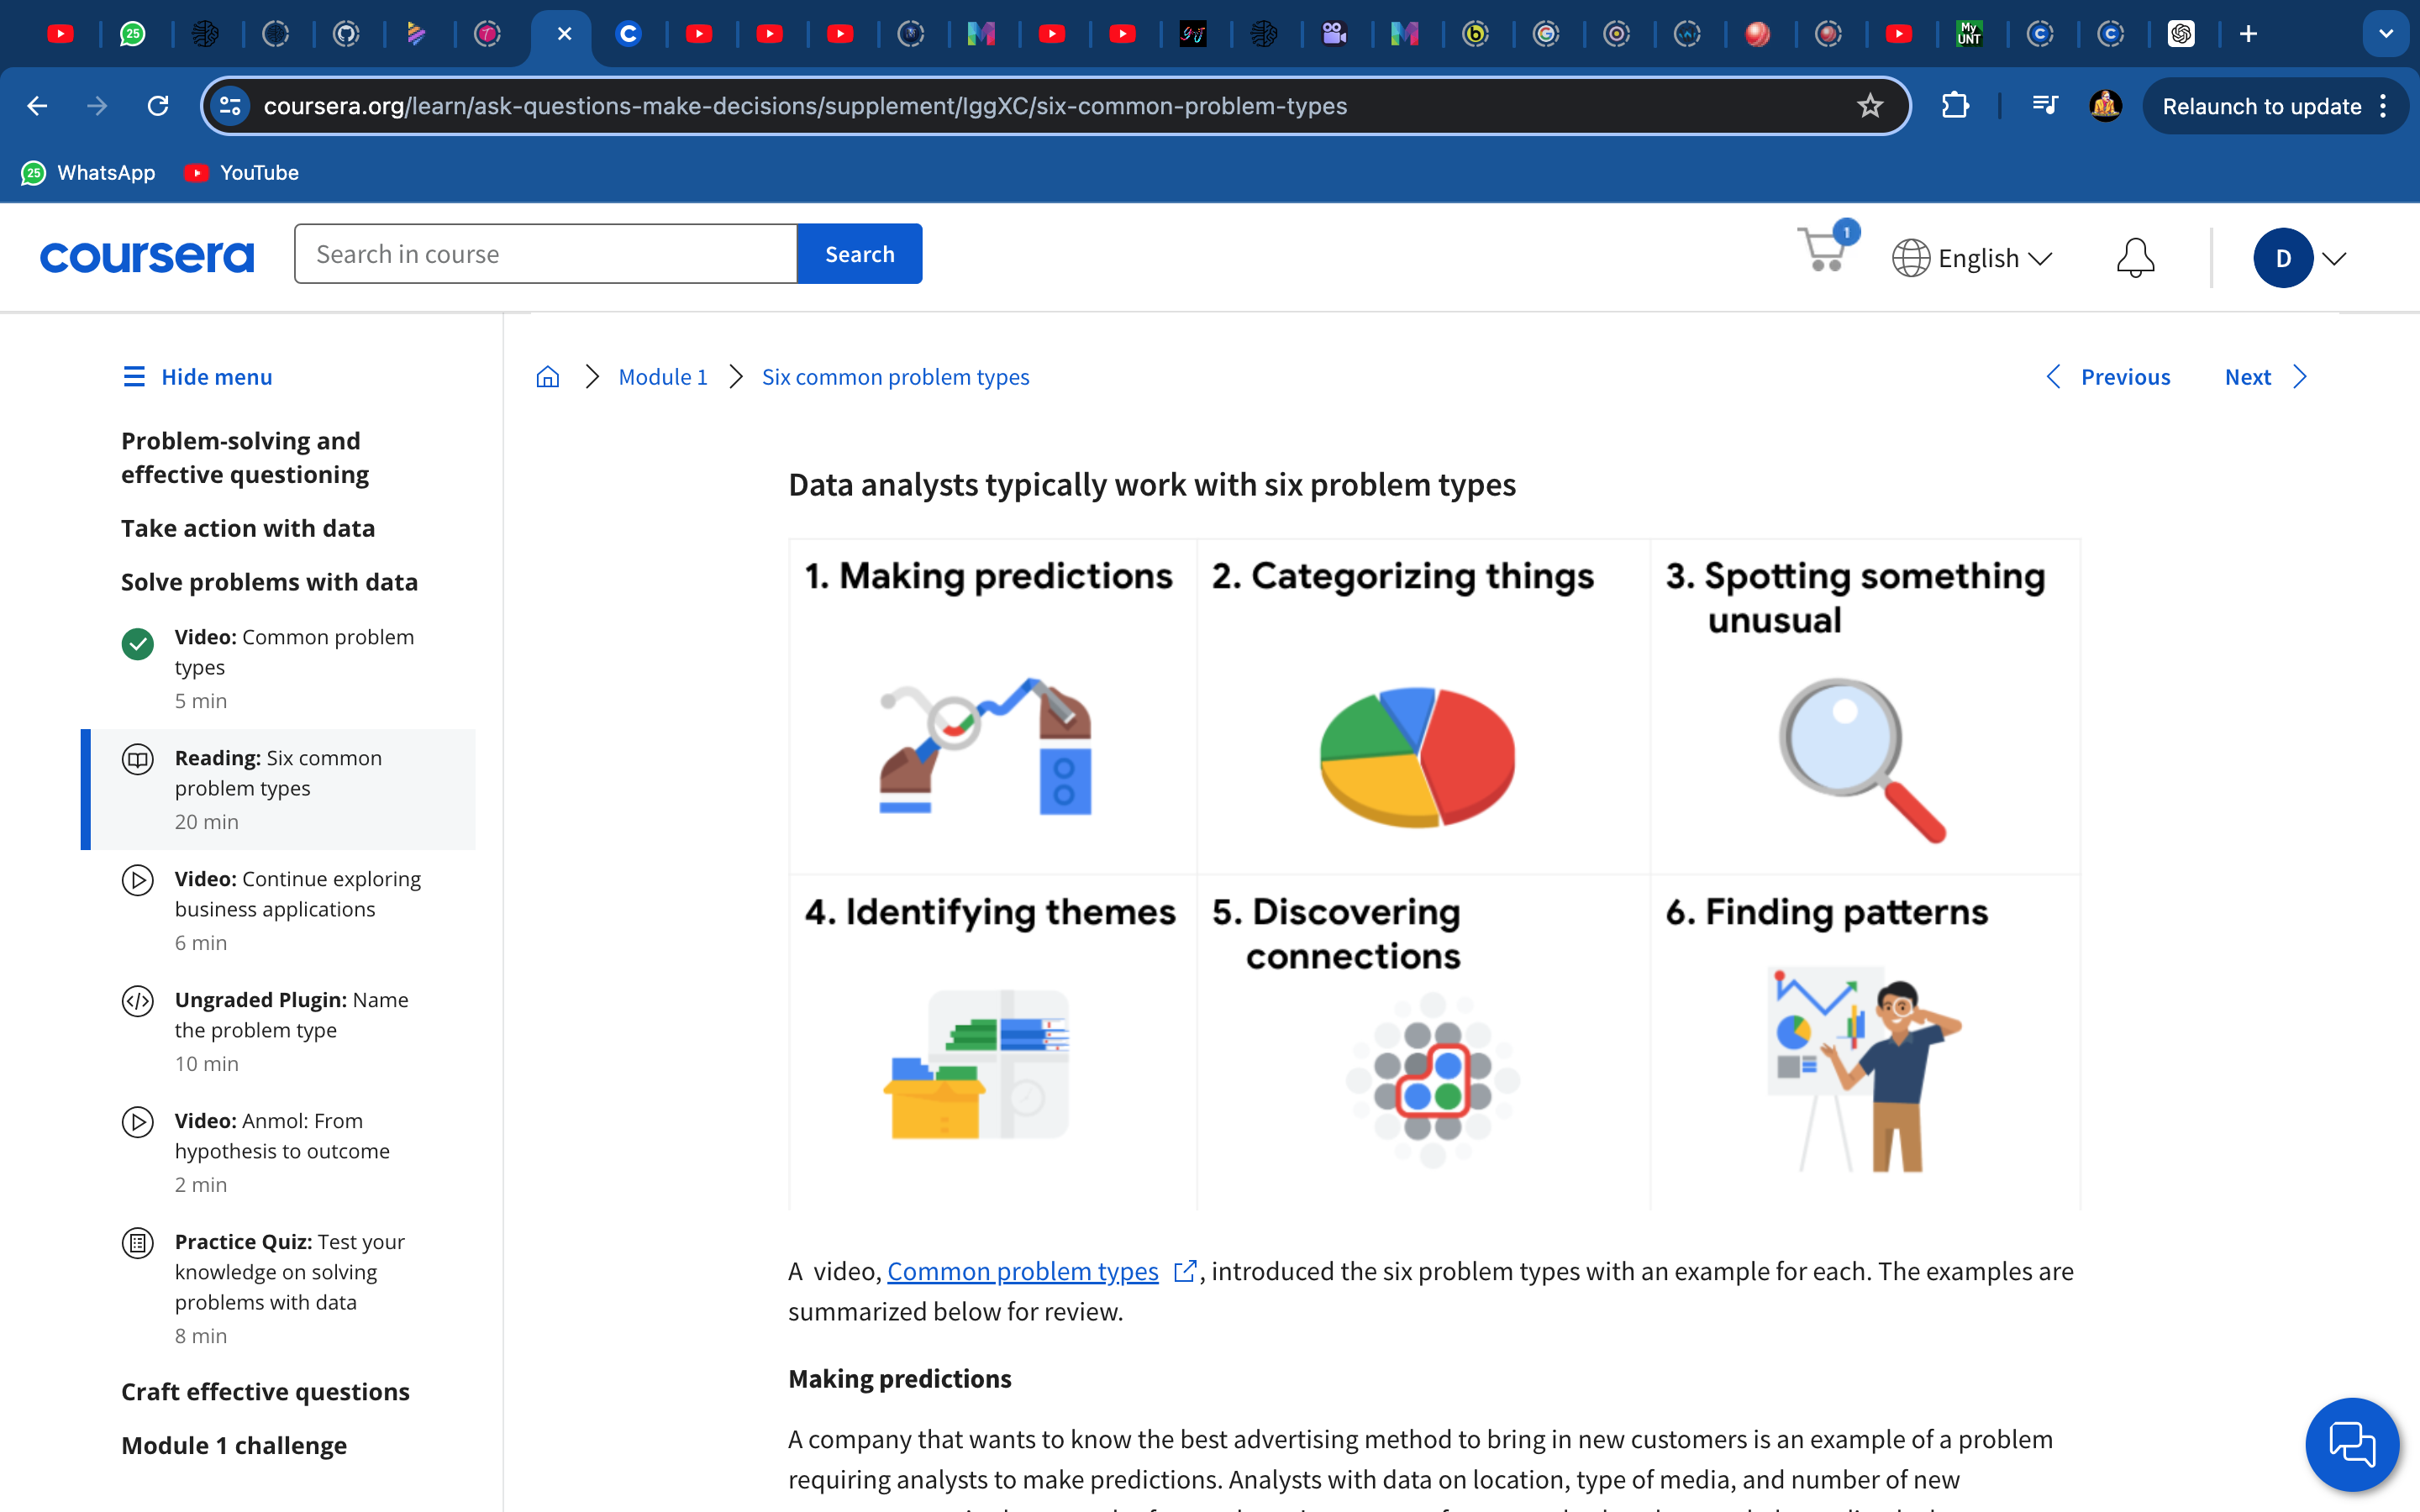 25
My
UNT
coursera.org/learn/ask-questions-make-decisions/supplement/IggXC/six-common-problem-types
Relaunch to update
25 WhatsApp
YouTube
coursera
Search in course
Search
1
English
D
Hide menu
Module 1
Six common problem types
Previous
Next
Problem-solving and
effective questioning
Take action with data
Solve problems with data
Video: Common problem
types
5 min
Reading: Six common
problem types
20 min
Video: Continue exploring
business applications
6 min
Ungraded Plugin: Name
the problem type
10 min
Video: Anmol: From
hypothesis to outcome
2 min
Practice Quiz: Test your
knowledge on solving
problems with data
8 min
Craft effective questions
Module 1 challenge
Data analysts typically work with six problem types
1. Making predictions
2. Categorizing things
3. Spotting something
unusual
4. Identifying themes
5. Discovering
connections
6. Finding patterns
A video, Common problem types , introduced the six problem types with an example for each. The examples are
summarized below for review.
Making predictions
A company that wants to know the best advertising method to bring in new customers is an example of a problem
requiring analysts to make predictions. Analysts with data on location, type of media, and number of new